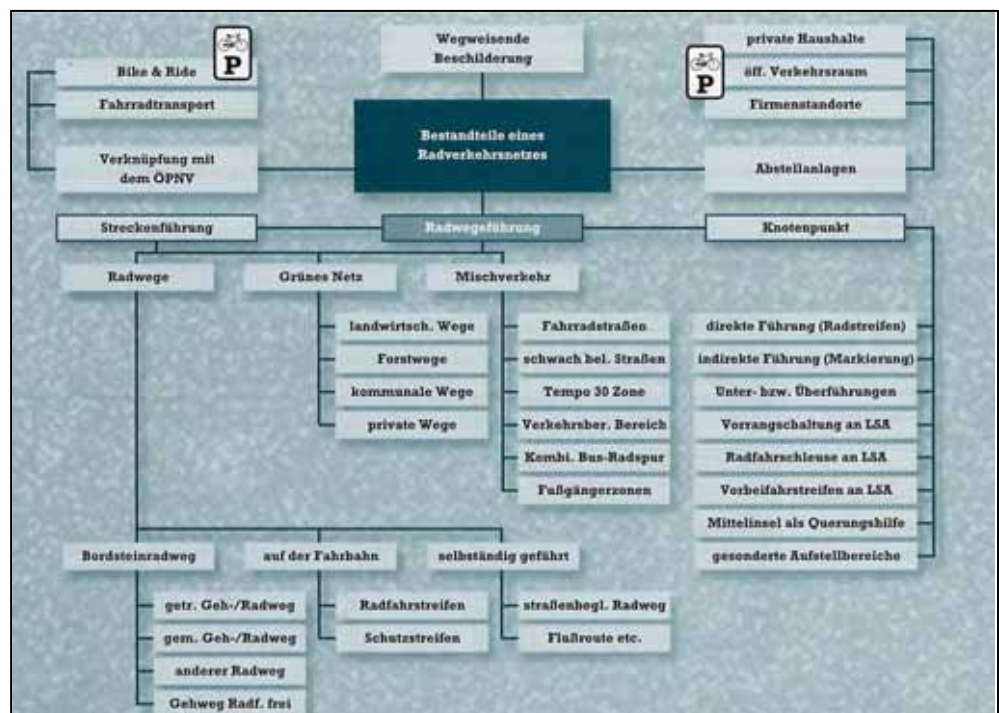 Wegweisende
Beschilderung
P
Bike & Ride
Fahrradtransport
Verknüpfung mit
dem ÖPNV
Bestandteile eines
Radverkehrsnetzes
P
private Haushalte
öff. Verkehrsraum
Firmenstandorte
Abstellanlagen
Streckenführung
Radwegeführung
Knotenpunkt
Radwege
Grünes Netz
Mischverkehr
landwirtsch. Wege
Forstwege
kommunale Wege
private Wege
Fahrradstraßen
schwach bel. Straßen
Tempo 30 Zone
Verkehrsber. Bereich
Kombi. Bus-Radspur
Fußgängerzonen
direkte Führung (Radstreifen)
indirekte Führung (Markierung)
Unter- bzw. Überführungen
Vorrangschaltung an LSA
Radfahrschleuse an LSA
Vorbeifahrstreifen an LSA
Mittelinsel als Querungshilfe
gesonderte Aufstellbereiche
Bordsteinradweg
auf der Fahrbahn
selbständig geführt
getr. Geh-/Radweg
gem. Geh-/Radweg
anderer Radweg
Gehweg Radf. frei
Radfahrstreifen
Schutzstreifen
straßenbegl. Radweg
Flußroute etc.